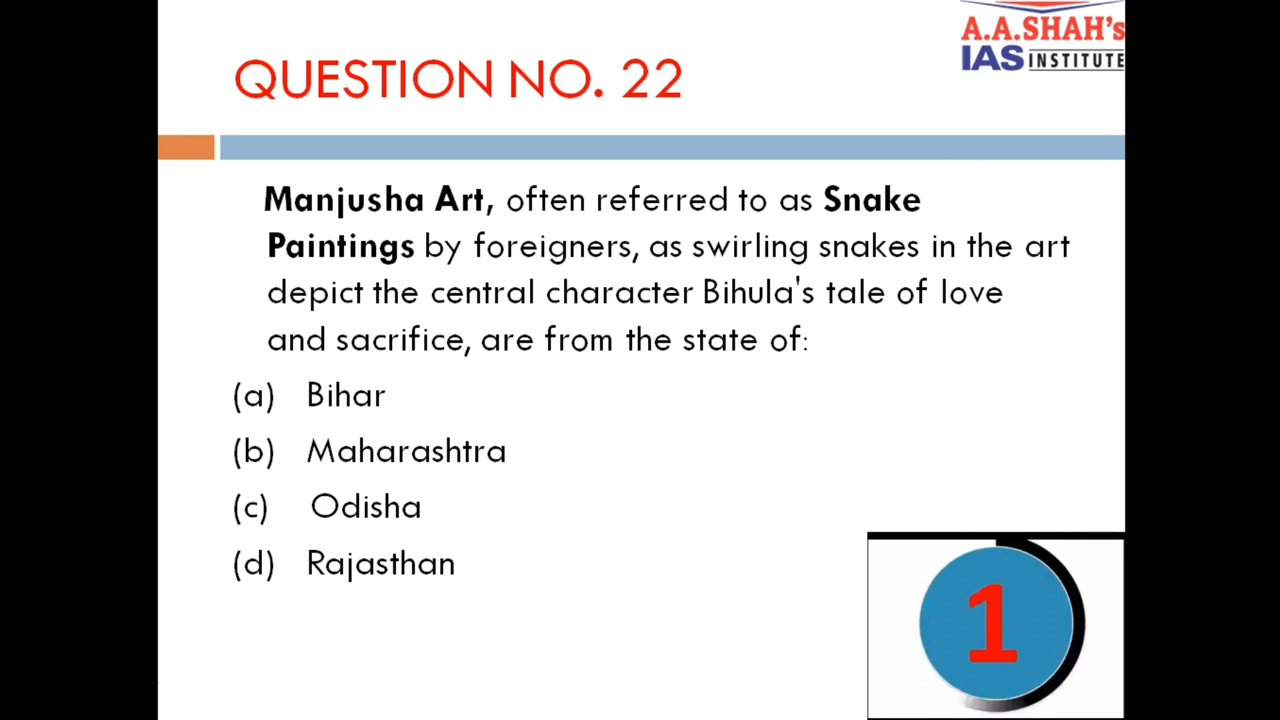 A.A.SHAH's
IAS INSTITUTE
QUESTION NO. 22
Manjusha Art, often referred to as Snake
Paintings by foreigners, as swirling snakes in the art
depict the central character Bihula's tale of love
and sacrifice, are from the state of:
(a) Bihar
(b) Maharashtra
(c) Odisha
(d) Rajasthan
1